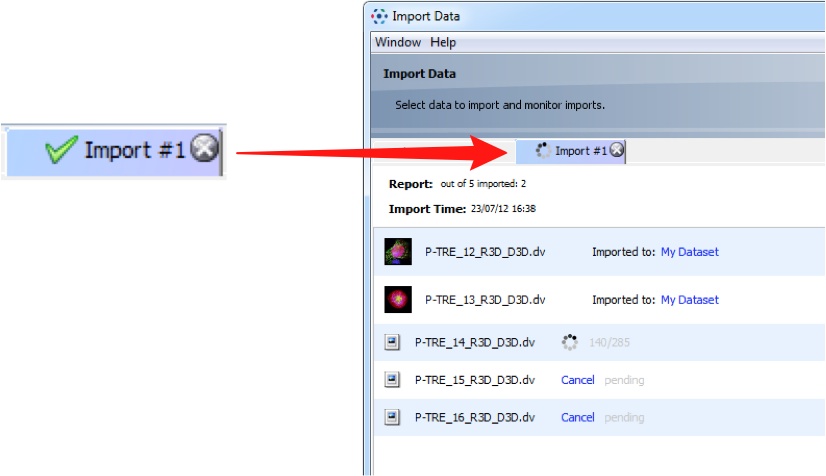 Import Data
Window Help
Import Data
Select data to import and monitor imports.
Import #1
Import #1
Report: out of 5 imported: 2
Import Time: 23/07/12 16:38
P-TRE_12_R3D_D3D.dv Imported to: My Dataset
P-TRE_13_R3D_D3D.dv Imported to: My Dataset
P-TRE_14_R3D_D3D.dv 140/285
P-TRE_15_R3D_D3D.dv Cancel pending
P-TRE_16_R3D_D3D.dv Cancel pending